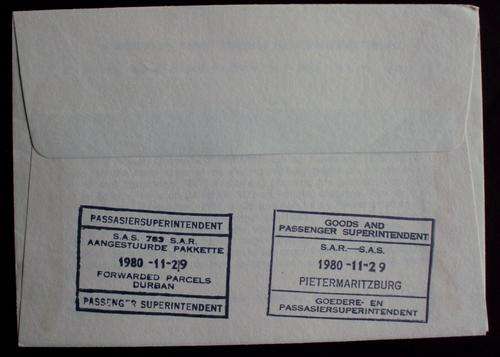 PASSASIERSUPERINTENDENT
S.A.S. 763 S.A.R.
AANGESTUURDE PAKKETTE
1980 -11-29
FORWARDED PARCELS
DURBAN
PASSENGER SUPERINTENDENT
GOODS AND
PASSENGER SUPERINTENDENT
S.A.R.—S.A.S.
1980 -11-29
PIETERMARITZBURG
GOEDERE- EN
PASSASIERSUPERINTENDENT